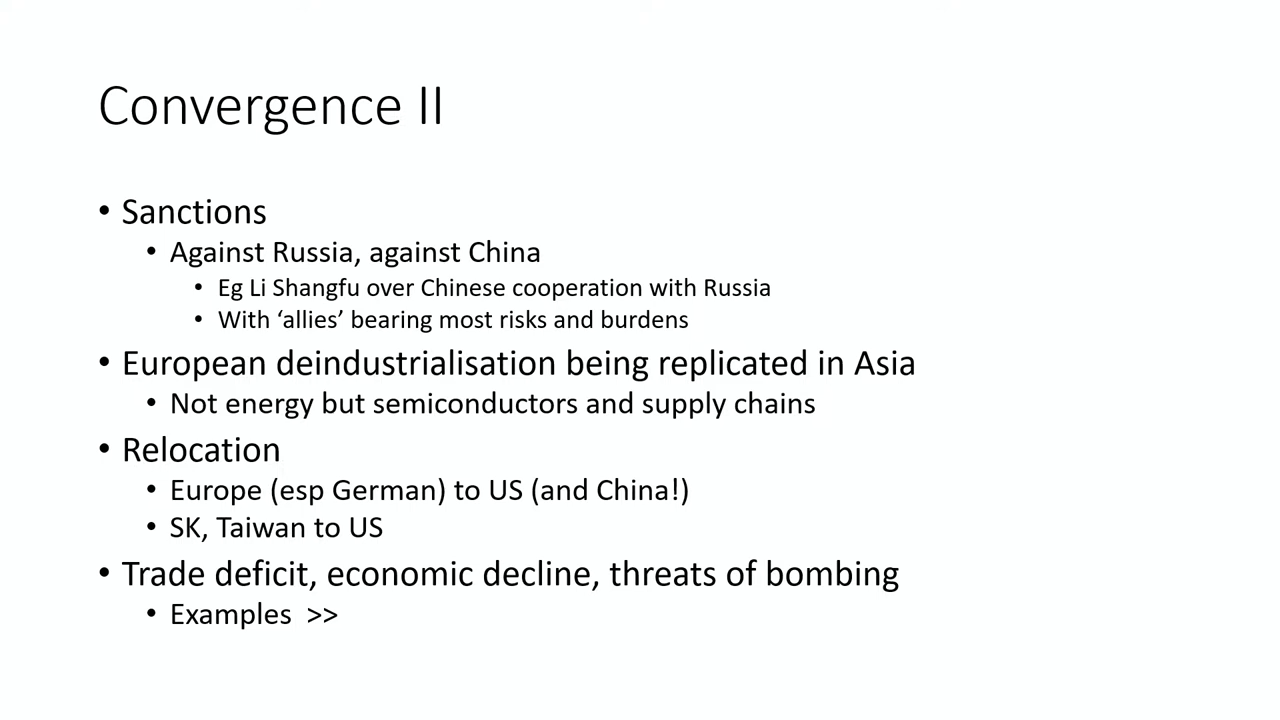 Convergence II
• Sanctions
• Against Russia, against China
• Eg Li Shangfu over Chinese cooperation with Russia
• With ‘allies’ bearing most risks and burdens
• European deindustrialisation being replicated in Asia
• Not energy but semiconductors and supply chains
• Relocation
• Europe (esp German) to US (and China!)
• SK, Taiwan to US
• Trade deficit, economic decline, threats of bombing
• Examples >>